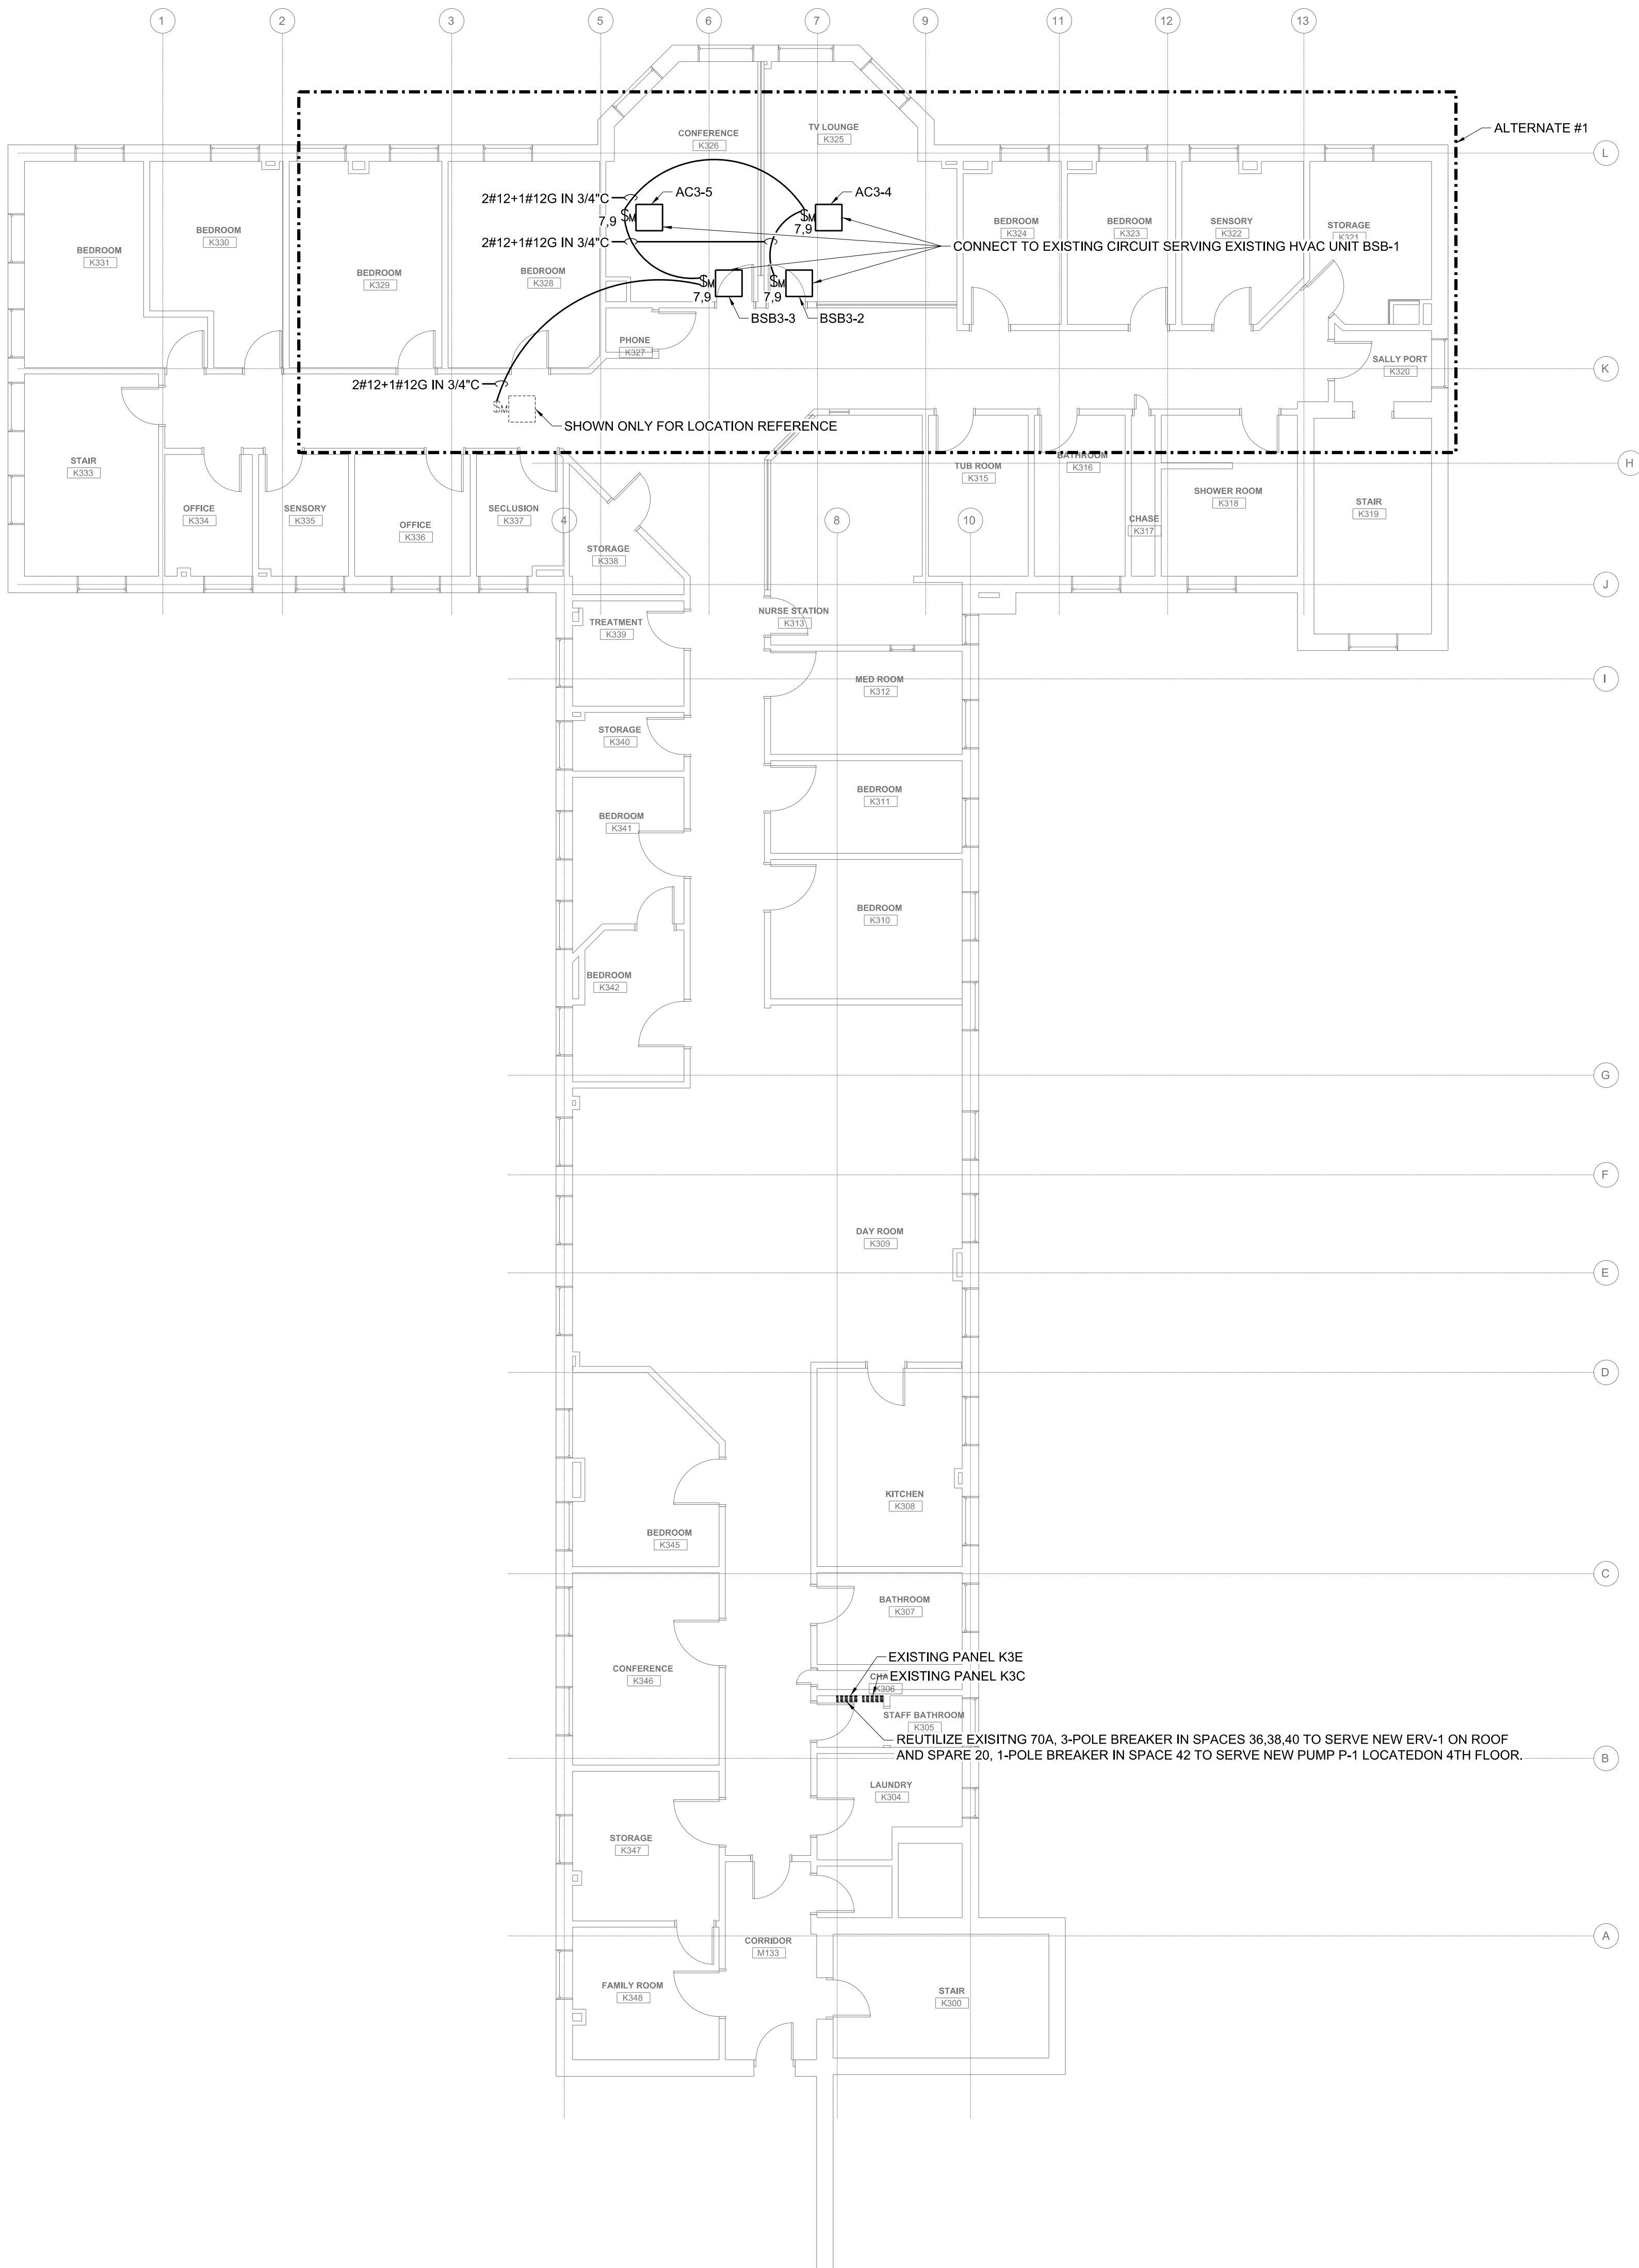 1
2
3
5
6
7
9
11
12
13
ALTERNATE #1
L
CONFERENCE
K326
TV LOUNGE
K325
2#12+1#12G IN 3/4"C
AC3-5
AC3-4
$M
7,9
$M
7,9
2#12+1#12G IN 3/4"C
CONNECT TO EXISTING CIRCUIT SERVING EXISTING HVAC UNIT BSB-1
BEDROOM
K331
BEDROOM
K330
BEDROOM
K329
BEDROOM
K328
BEDROOM
K324
BEDROOM
K323
SENSORY
K322
STORAGE
K321
$M
7,9
$M
7,9
BSB3-3
BSB3-2
PHONE
K327
SALLY PORT
K320
K
2#12+1#12G IN 3/4"C
$M
SHOWN ONLY FOR LOCATION REFERENCE
H
STAIR
K333
OFFICE
K334
SENSORY
K335
OFFICE
K336
SECLUSION
K337
4
STORAGE
K338
8
10
TUB ROOM
K315
BATHROOM
K316
CHASE
K317
SHOWER ROOM
K318
STAIR
K319
J
TREATMENT
K339
NURSE STATION
K313
I
MED ROOM
K312
STORAGE
K340
BEDROOM
K311
BEDROOM
K341
BEDROOM
K310
BEDROOM
K342
G
F
DAY ROOM
K309
E
D
KITCHEN
K308
BEDROOM
K345
C
BATHROOM
K307
EXISTING PANEL K3E
CHA
K306
EXISTING PANEL K3C
CONFERENCE
K346
STAFF BATHROOM
K305
REUTILIZE EXISITNG 70A, 3-POLE BREAKER IN SPACES 36,38,40 TO SERVE NEW ERV-1 ON ROOF
AND SPARE 20, 1-POLE BREAKER IN SPACE 42 TO SERVE NEW PUMP P-1 LOCATEDON 4TH FLOOR.
B
LAUNDRY
K304
STORAGE
K347
A
CORRIDOR
M133
FAMILY ROOM
K348
STAIR
K300